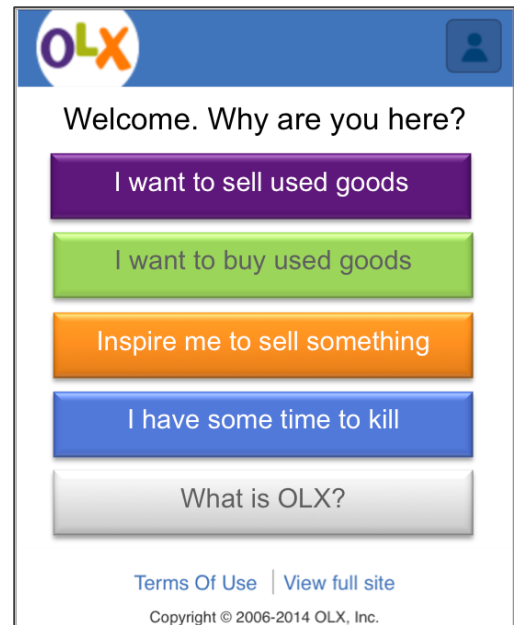 OLX
Welcome. Why are you here?
I want to sell used goods
I want to buy used goods
Inspire me to sell something
I have some time to kill
What is OLX?
Terms Of Use | View full site
Copyright © 2006-2014 OLX, Inc.